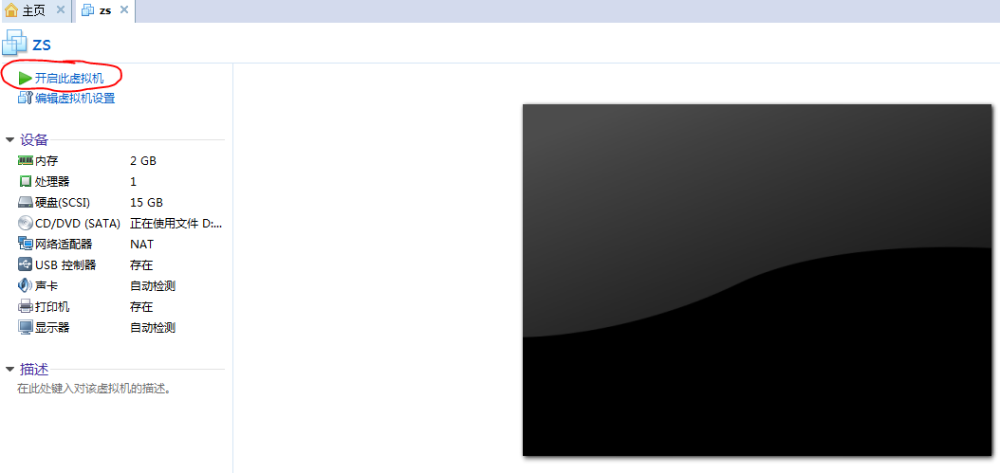 主页
zs
zs
开启此虚拟机
编辑虚拟机设置
设备
内存 2 GB
处理器 1
硬盘(SCSI) 15 GB
CD/DVD (SATA) 正在使用文件 D:...
网络适配器 NAT
USB 控制器 存在
声卡 自动检测
打印机 存在
显示器 自动检测
描述
在此处键入对该虚拟机的描述。